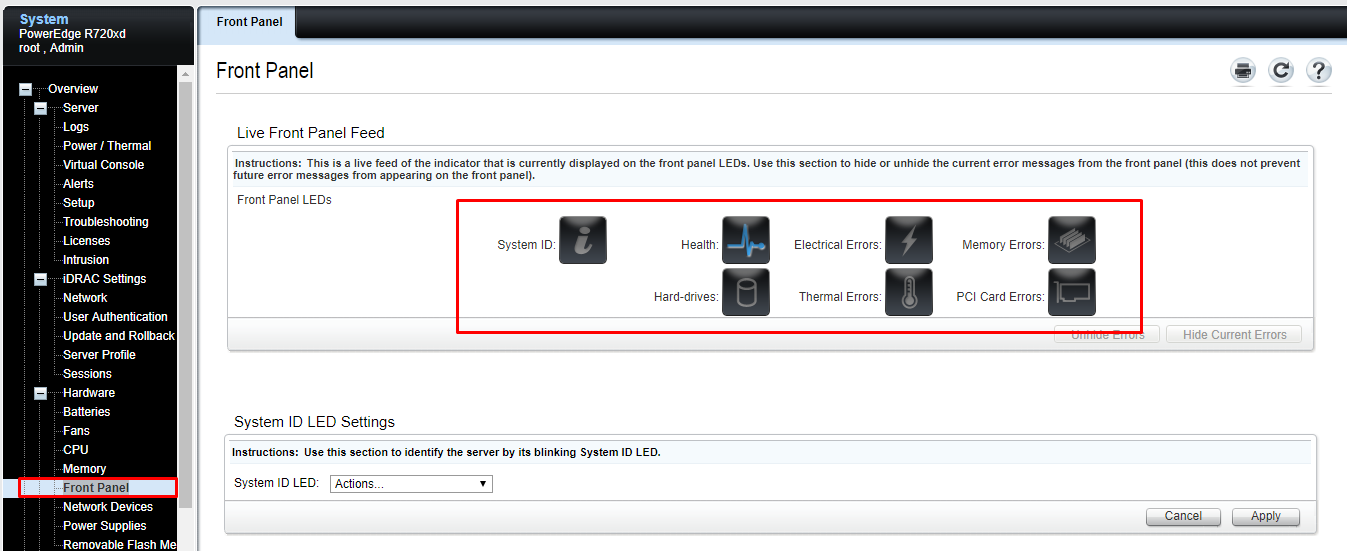 System
PowerEdge R720xd
root , Admin
Overview
Server
Logs
Power / Thermal
Virtual Console
Alerts
Setup
Troubleshooting
Licenses
Intrusion
iDRAC Settings
Network
User Authentication
Update and Rollback
Server Profile
Sessions
Hardware
Batteries
Fans
CPU
Memory
Front Panel
Network Devices
Power Supplies
Removable Flash Me
Front Panel
Front Panel
Live Front Panel Feed
Instructions: This is a live feed of the indicator that is currently displayed on the front panel LEDs. Use this section to hide or unhide the current error messages from the front panel (this does not prevent
future error messages from appearing on the front panel).
Front Panel LEDs
System ID: Health: Electrical Errors: Memory Errors:
Hard-drives: Thermal Errors: PCI Card Errors:
Unhide Errors Hide Current Errors
System ID LED Settings
Instructions: Use this section to identify the server by its blinking System ID LED.
System ID LED: Actions...
Cancel Apply